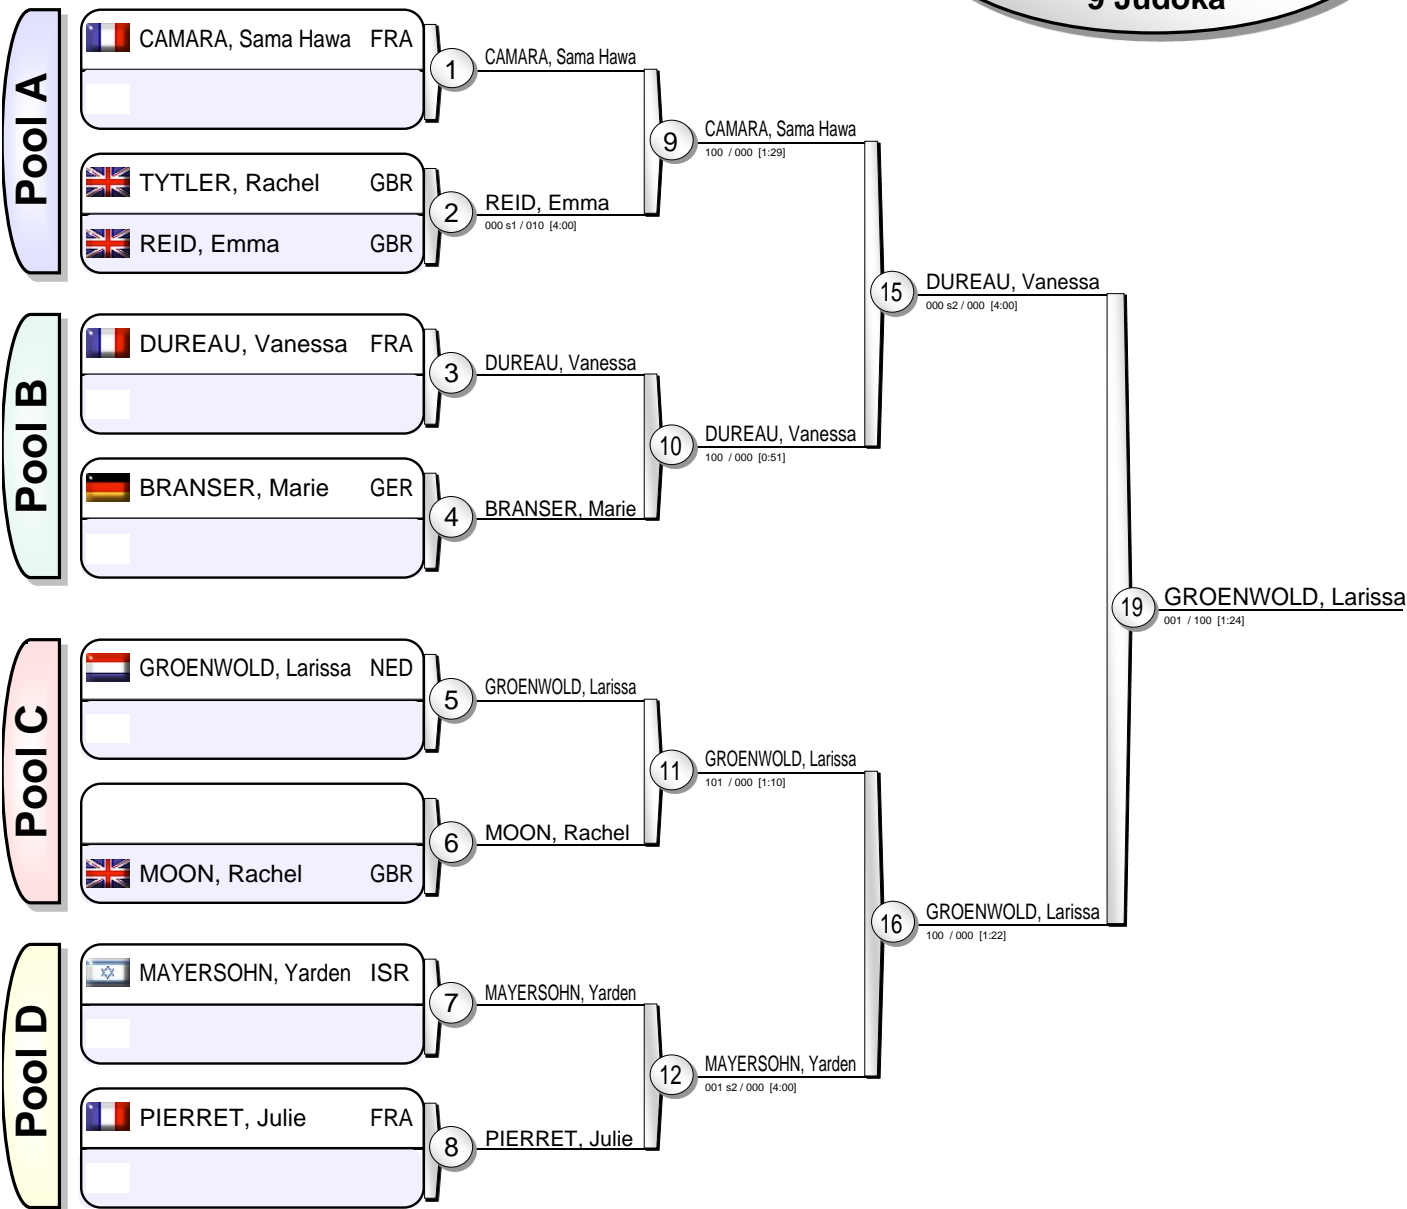 9 Judoka
Pool A
CAMARA, Sama Hawa FRA
1
CAMARA, Sama Hawa
TYTLER, Rachel GBR
REID, Emma GBR
2
REID, Emma
000 s1 / 010 [4:00]
9
CAMARA, Sama Hawa
100 / 000 [1:29]
Pool B
DUREAU, Vanessa FRA
3
DUREAU, Vanessa
BRANSER, Marie GER
4
BRANSER, Marie
10
DUREAU, Vanessa
100 / 000 [0:51]
15
DUREAU, Vanessa
000 s2 / 000 [4:00]
Pool C
GROENWOLD, Larissa NED
5
GROENWOLD, Larissa
MOON, Rachel GBR
6
MOON, Rachel
11
GROENWOLD, Larissa
101 / 000 [1:10]
Pool D
MAYERSOHN, Yarden ISR
7
MAYERSOHN, Yarden
PIERRET, Julie FRA
8
PIERRET, Julie
12
MAYERSOHN, Yarden
001 s2 / 000 [4:00]
16
GROENWOLD, Larissa
100 / 000 [1:22]
19
GROENWOLD, Larissa
001 / 100 [1:24]